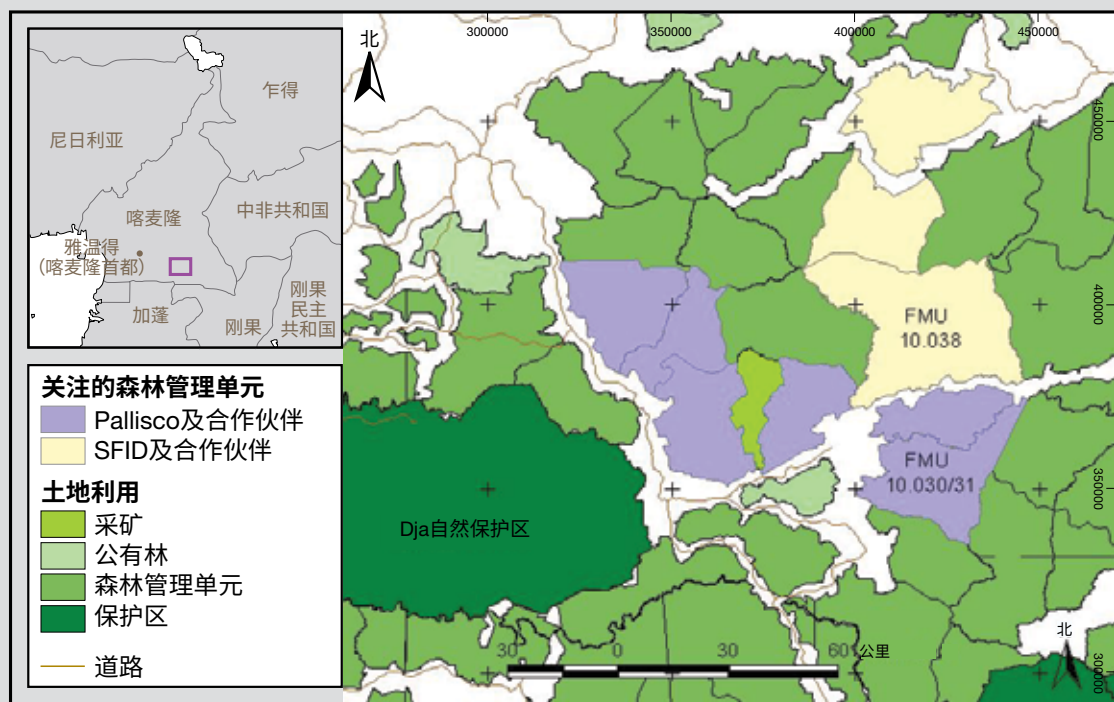 乍得
尼日利亚
喀麦隆
中非共和国
雅温得
(喀麦隆首都)
加蓬
刚果
刚果
民主
共和国
关注的森林管理单元
Pallisco及合作伙伴
SFID及合作伙伴
土地利用
采矿
公有林
森林管理单元
保护区
道路
北
300000
350000
400000
450000
450000
400000
350000
300000
FMU
10.038
FMU
10.030/31
Dja自然保护区
30
0
30
60
公里
北